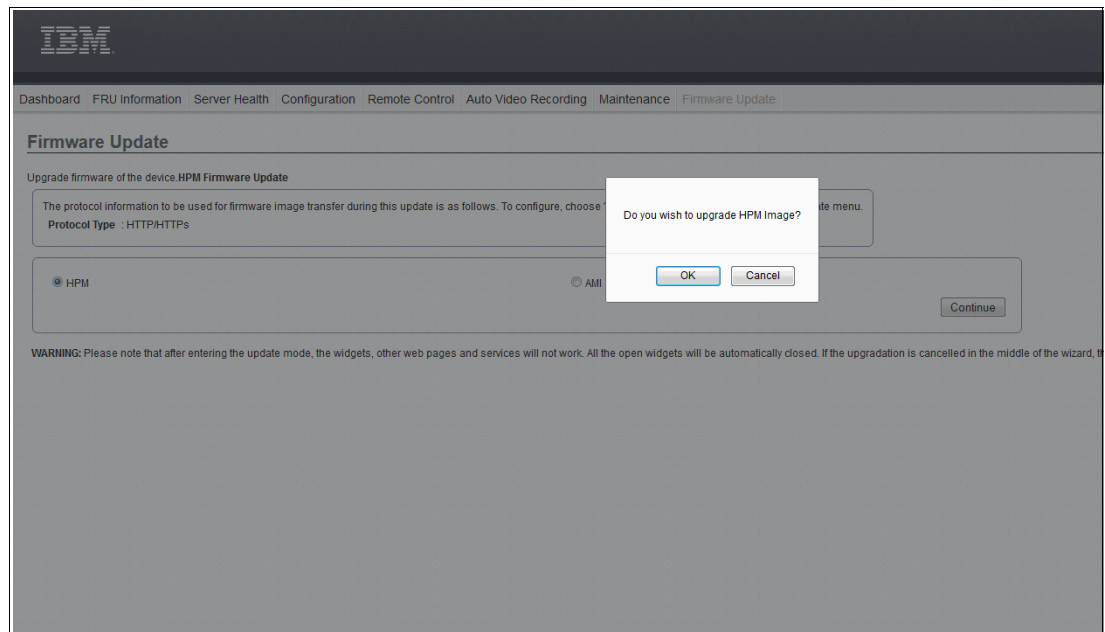 IBM.
Dashboard FRU Information Server Health Configuration Remote Control Auto Video Recording Maintenance Firmware Update
Firmware Update
Upgrade firmware of the device.HPM Firmware Update
The protocol information to be used for firmware image transfer during this update is as follows. To configure, choose ' te menu.
Protocol Type : HTTP/HTTPs
Do you wish to upgrade HPM Image?
OK Cancel
HPM AMI
Continue
WARNING: Please note that after entering the update mode, the widgets, other web pages and services will not work. All the open widgets will be automatically closed. If the upgradation is cancelled in the middle of the wizard, th